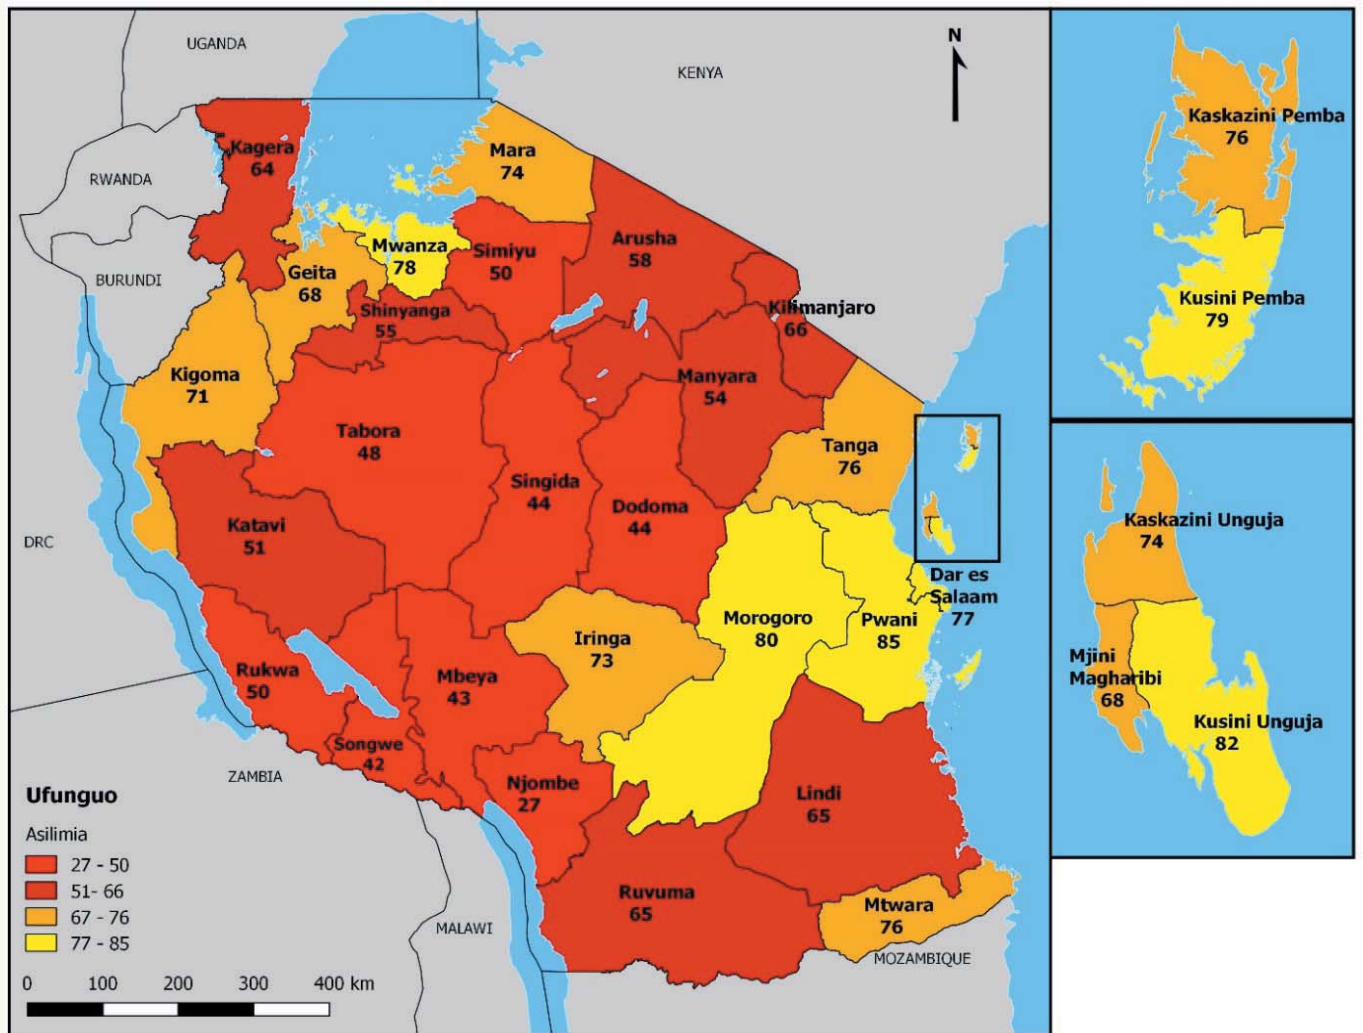 UGANDA
KENYA
N
RWANDA
BURUNDI
DRC
ZAMBIA
MALAWI
MOZAMBIQUE
Kagera
64
Mara
74
Mwanza
78
Simiyu
50
Arusha
58
Geita
68
Shinyanga
55
Kilimanjaro
66
Kigoma
71
Manyara
54
Tabora
48
Tanga
76
Singida
44
Dodoma
44
Katavi
51
Dar es
Salaam
77
Morogoro
80
Pwani
85
Iringa
73
Rukwa
50
Mbeya
43
Songwe
42
Njombe
27
Lindi
65
Ruvuma
65
Mtwara
76
Kaskazini Pemba
76
Kusini Pemba
79
Kaskazini Unguja
74
Mjini
Magharibi
68
Kusini Unguja
82
Ufunguo
Asilimia
27 - 50
51- 66
67 - 76
77 - 85
0 100 200 300 400 km